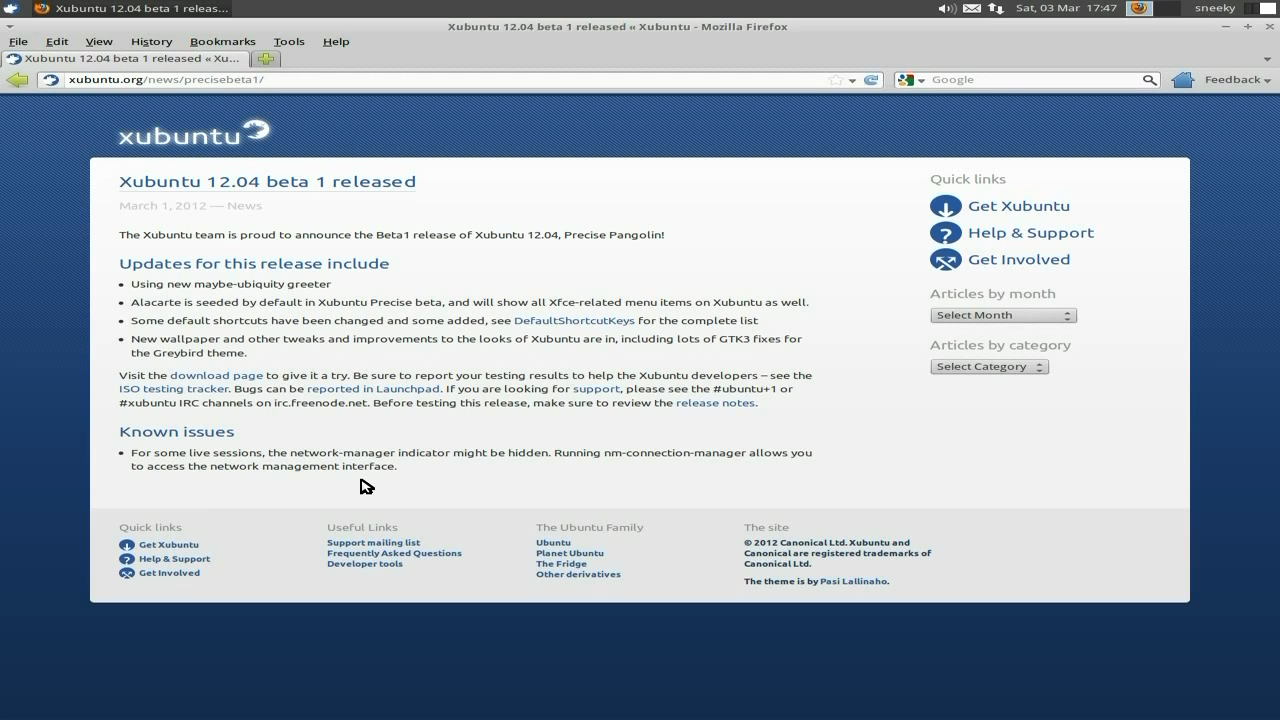 Xubuntu 12.04 beta 1 releas...
Sat, 03 Mar 17:47
sneeky
Xubuntu 12.04 beta 1 released « Xubuntu - Mozilla Firefox
File Edit View History Bookmarks Tools Help
Xubuntu 12.04 beta 1 released « Xu...
xubuntu.org/news/precisebeta1/
Google
Feedback
xubuntu
Xubuntu 12.04 beta 1 released
March 1, 2012 — News
The Xubuntu team is proud to announce the Beta1 release of Xubuntu 12.04, Precise Pangolin!
Updates for this release include
• Using new maybe-ubiquity greeter
• Alacarte is seeded by default in Xubuntu Precise beta, and will show all Xfce-related menu items on Xubuntu as well.
• Some default shortcuts have been changed and some added, see DefaultShortcutKeys for the complete list
• New wallpaper and other tweaks and improvements to the looks of Xubuntu are in, including lots of GTK3 fixes for
the Greybird theme.
Visit the download page to give it a try. Be sure to report your testing results to help the Xubuntu developers – see the
ISO testing tracker. Bugs can be reported in Launchpad. If you are looking for support, please see the #ubuntu+1 or
#xubuntu IRC channels on irc.freenode.net. Before testing this release, make sure to review the release notes.
Known issues
• For some live sessions, the network-manager indicator might be hidden. Running nm-connection-manager allows you
to access the network management interface.
Quick links
Get Xubuntu
Help & Support
Get Involved
Articles by month
Select Month
Articles by category
Select Category
Quick links
Get Xubuntu
Help & Support
Get Involved
Useful Links
Support mailing list
Frequently Asked Questions
Developer tools
The Ubuntu Family
Ubuntu
Planet Ubuntu
The Fridge
Other derivatives
The site
© 2012 Canonical Ltd. Xubuntu and
Canonical are registered trademarks of
Canonical Ltd.
The theme is by Pasi Lallinaho.